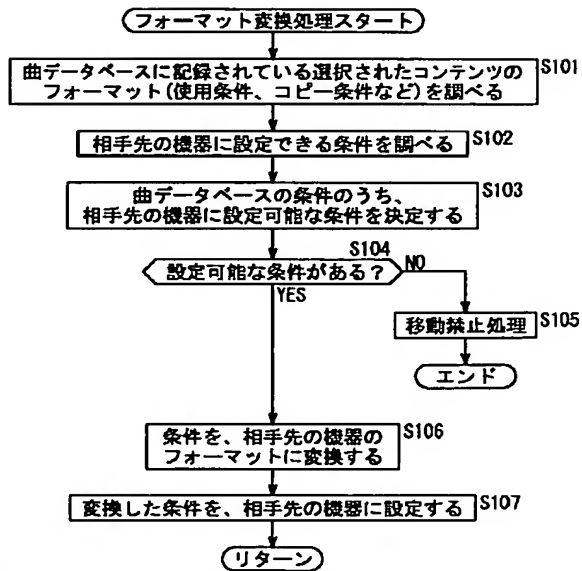 フォーマット変換処理スタート
S101
曲データベースに記録されている選択されたコンテンツの
フォーマット(使用条件、コピー条件など)を調べる
S102
相手先の機器に設定できる条件を調べる
S103
曲データベースの条件のうち、
相手先の機器に設定可能な条件を決定する
S104
設定可能な条件がある?
NO
YES
S105
移動禁止処理
エンド
S106
条件を、相手先の機器の
フォーマットに変換する
S107
変換した条件を、相手先の機器に設定する
リターン